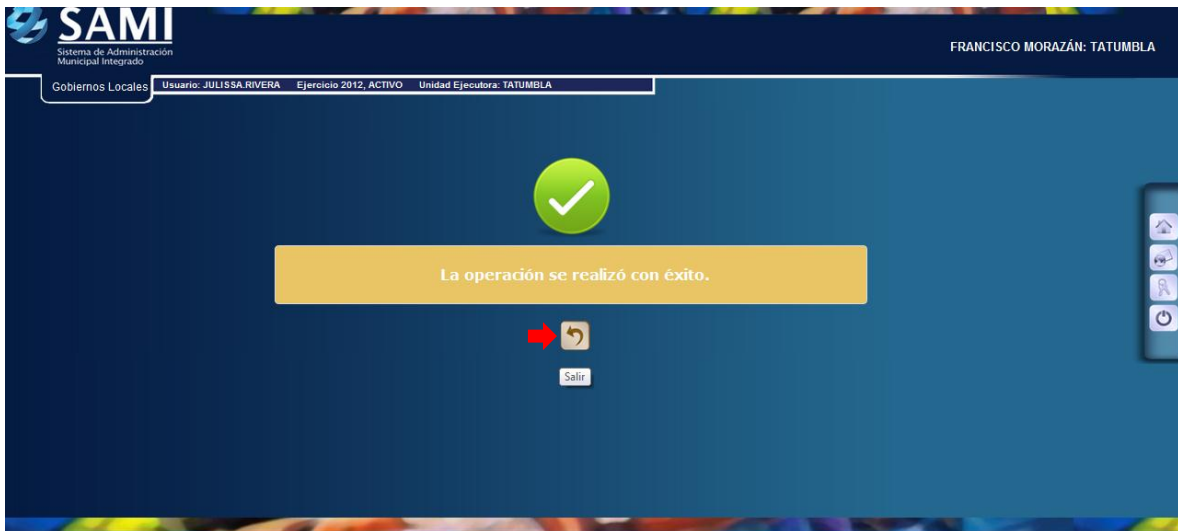 SAMI
Sistema de Administración
Municipal Integrado
FRANCISCO MORAZÁN: TATUMBLA
Gobiernos Locales
Usuario: JULISSA.RIVERA Ejercicio 2012, ACTIVO Unidad Ejecutora: TATUMBLA
La operación se realizó con éxito.
Salir